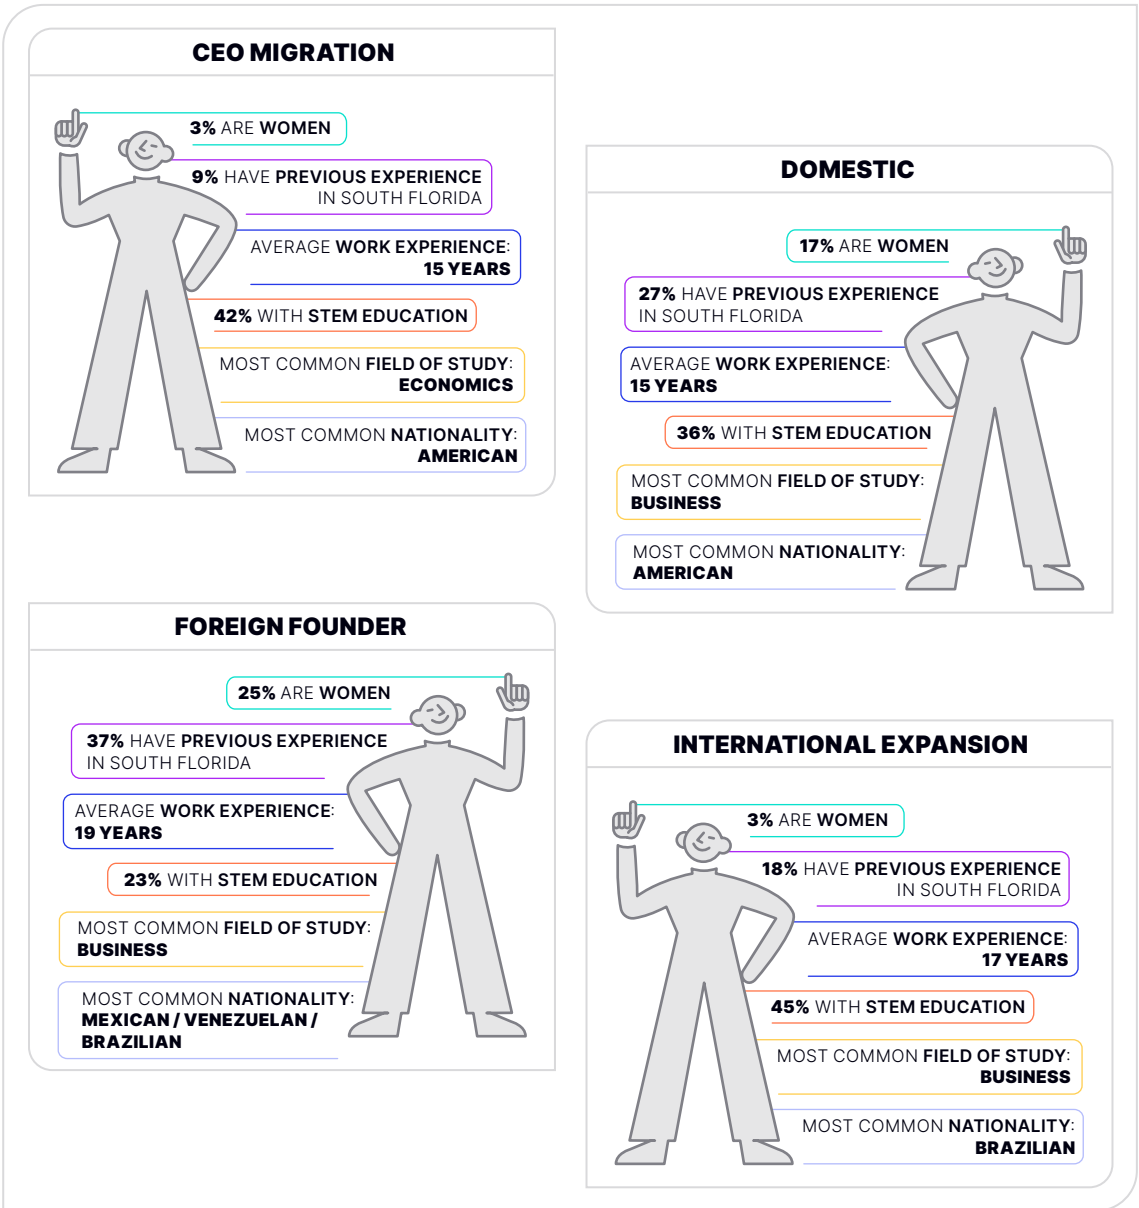 CEO MIGRATION
3% ARE WOMEN
9% HAVE PREVIOUS EXPERIENCE
IN SOUTH FLORIDA
AVERAGE WORK EXPERIENCE:
15 YEARS
42% WITH STEM EDUCATION
MOST COMMON FIELD OF STUDY:
ECONOMICS
MOST COMMON NATIONALITY:
AMERICAN
DOMESTIC
17% ARE WOMEN
27% HAVE PREVIOUS EXPERIENCE
IN SOUTH FLORIDA
AVERAGE WORK EXPERIENCE:
15 YEARS
36% WITH STEM EDUCATION
MOST COMMON FIELD OF STUDY:
BUSINESS
MOST COMMON NATIONALITY:
AMERICAN
FOREIGN FOUNDER
25% ARE WOMEN
37% HAVE PREVIOUS EXPERIENCE
IN SOUTH FLORIDA
AVERAGE WORK EXPERIENCE:
19 YEARS
23% WITH STEM EDUCATION
MOST COMMON FIELD OF STUDY:
BUSINESS
MOST COMMON NATIONALITY:
MEXICAN / VENEZUELAN /
BRAZILIAN
INTERNATIONAL EXPANSION
3% ARE WOMEN
18% HAVE PREVIOUS EXPERIENCE
IN SOUTH FLORIDA
AVERAGE WORK EXPERIENCE:
17 YEARS
45% WITH STEM EDUCATION
MOST COMMON FIELD OF STUDY:
BUSINESS
MOST COMMON NATIONALITY:
BRAZILIAN